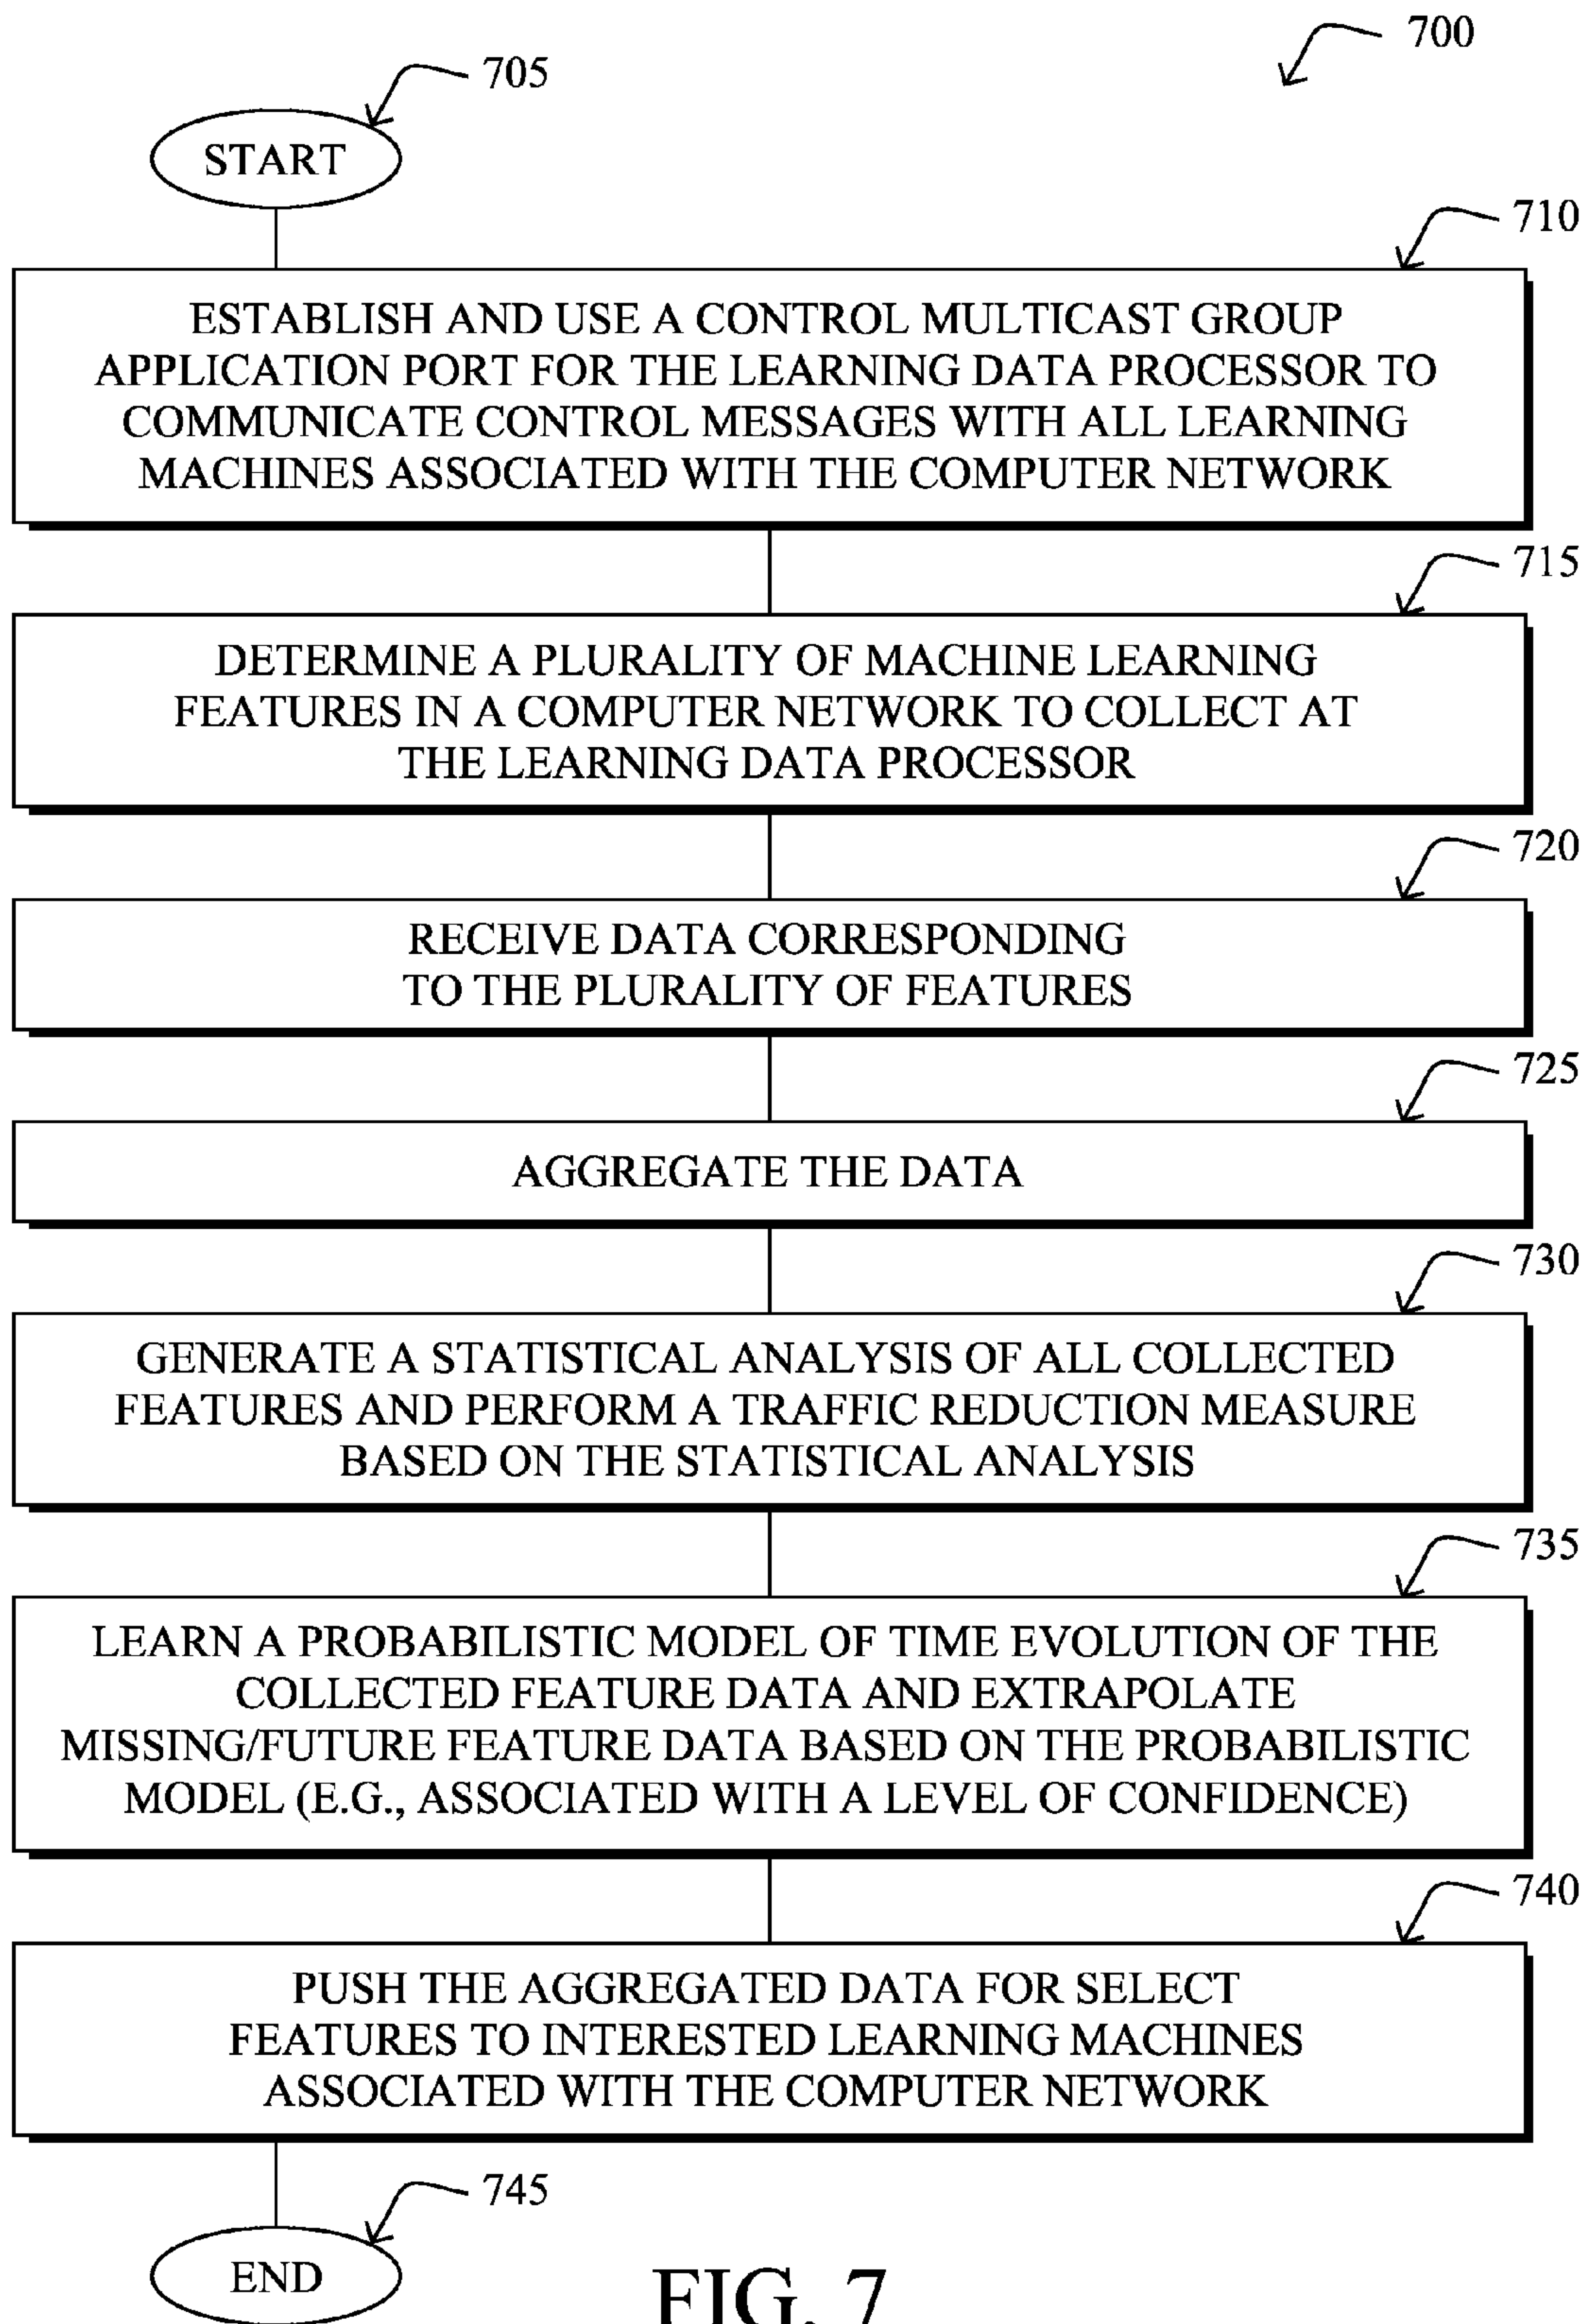 700
705
START
710
ESTABLISH AND USE A CONTROL MULTICAST GROUP
APPLICATION PORT FOR THE LEARNING DATA PROCESSOR TO
COMMUNICATE CONTROL MESSAGES WITH ALL LEARNING
MACHINES ASSOCIATED WITH THE COMPUTER NETWORK
715
DETERMINE A PLURALITY OF MACHINE LEARNING
FEATURES IN A COMPUTER NETWORK TO COLLECT AT
THE LEARNING DATA PROCESSOR
720
RECEIVE DATA CORRESPONDING
TO THE PLURALITY OF FEATURES
725
AGGREGATE THE DATA
730
GENERATE A STATISTICAL ANALYSIS OF ALL COLLECTED
FEATURES AND PERFORM A TRAFFIC REDUCTION MEASURE
BASED ON THE STATISTICAL ANALYSIS
735
LEARN A PROBABILISTIC MODEL OF TIME EVOLUTION OF THE
COLLECTED FEATURE DATA AND EXTRAPOLATE
MISSING/FUTURE FEATURE DATA BASED ON THE PROBABILISTIC
MODEL (E.G., ASSOCIATED WITH A LEVEL OF CONFIDENCE)
740
PUSH THE AGGREGATED DATA FOR SELECT
FEATURES TO INTERESTED LEARNING MACHINES
ASSOCIATED WITH THE COMPUTER NETWORK
745
END
FIG. 7